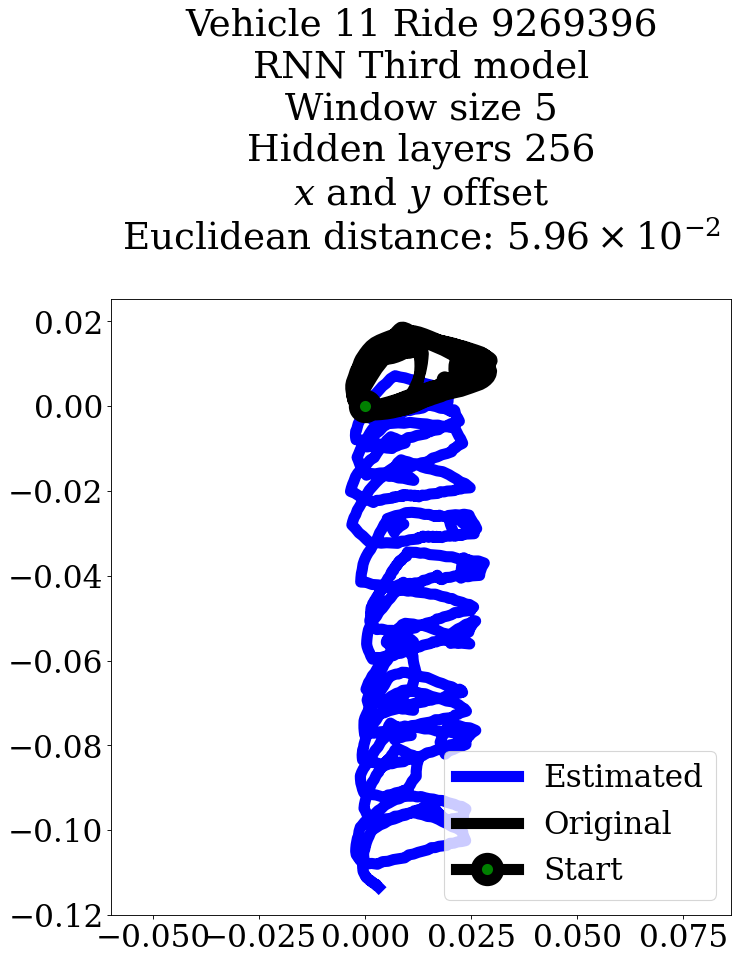 Vehicle 11 Ride 9269396
RNN Third model
Window size 5
Hidden layers 256
x and y offset
Euclidean distance: 5.96 × 10⁻²
0.02
0.00
−0.02
−0.04
−0.06
−0.08
−0.10
−0.12
−0.050 −0.025 0.000 0.025 0.050 0.075
Estimated
Original
Start